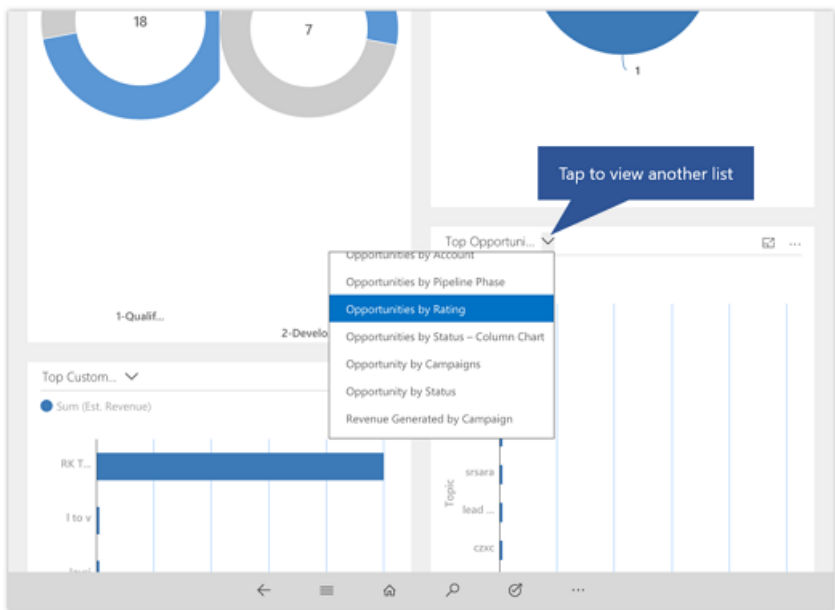 18
7
1
Tap to view another list
Top Opportuni...
...
Opportunities by Account
Opportunities by Pipeline Phase
Opportunities by Rating
Opportunities by Status – Column Chart
Opportunity by Campaigns
Opportunity by Status
Revenue Generated by Campaign
1-Qualif...
2-Develo
Top Custom...
Sum (Est. Revenue)
RK T...
l to v
Topic
srsara
lead ...
czxc
...